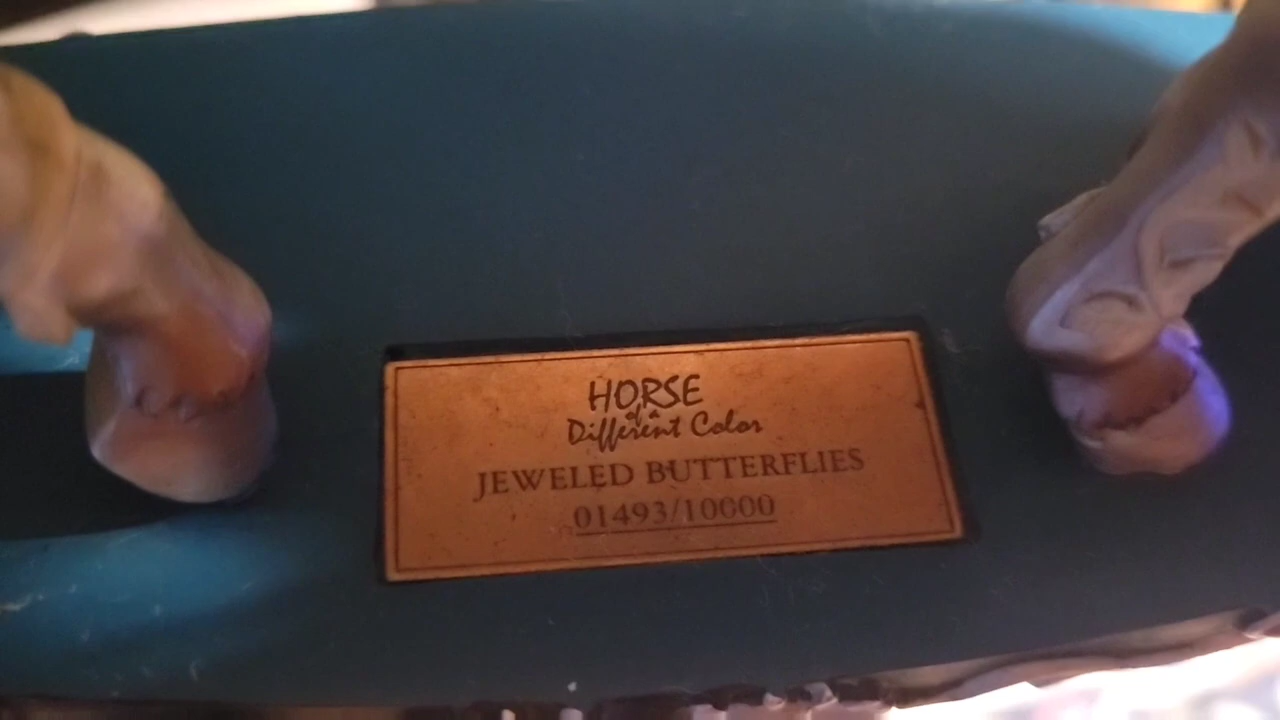 HORSE
of a
Different Color
JEWELED BUTTERFLIES
01493/10000